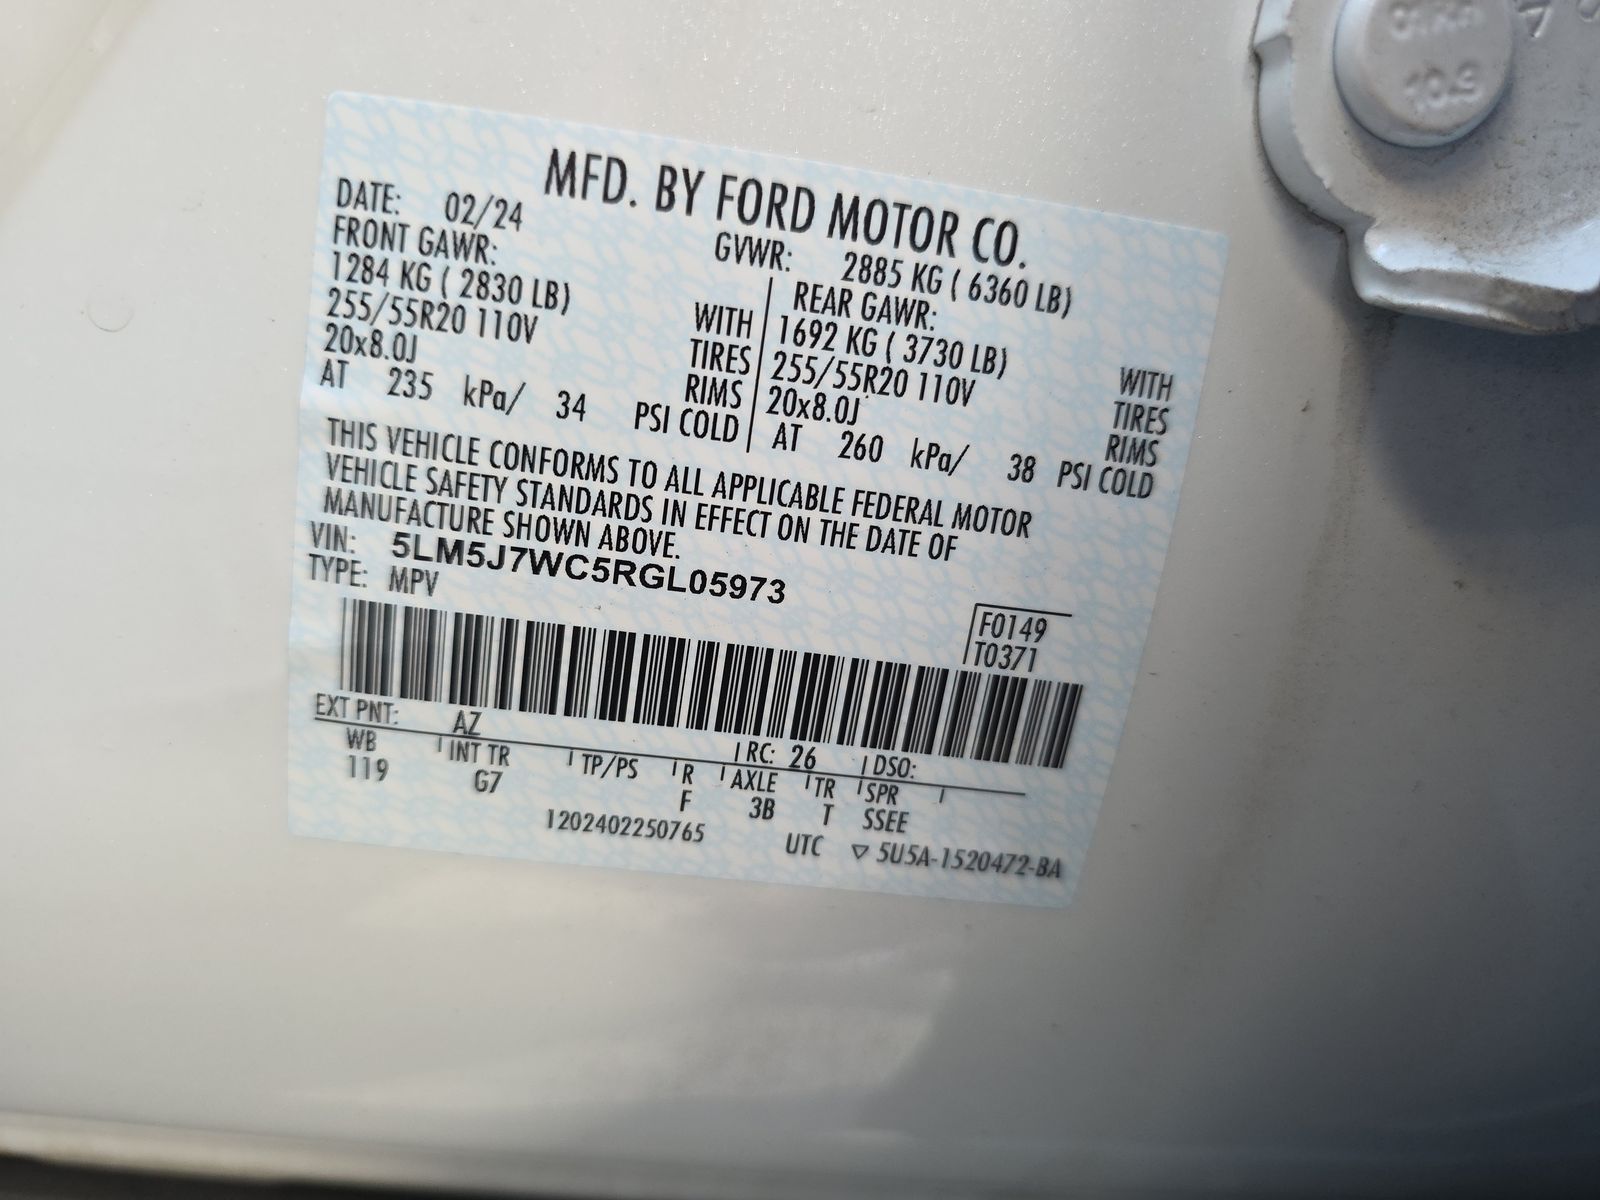 MFD. BY FORD MOTOR CO.
DATE: 02/24 GVWR: 2885 KG ( 6360 LB)
FRONT GAWR: REAR GAWR:
1284 KG ( 2830 LB) WITH 1692 KG ( 3730 LB) WITH
255/55R20 110V TIRES 255/55R20 110V TIRES
20x8.0J RIMS 20x8.0J RIMS
AT 235 kPa/ 34 PSI COLD AT 260 kPa/ 38 PSI COLD
THIS VEHICLE CONFORMS TO ALL APPLICABLE FEDERAL MOTOR
VEHICLE SAFETY STANDARDS IN EFFECT ON THE DATE OF
MANUFACTURE SHOWN ABOVE.
VIN: 5LM5J7WC5RGL05973
TYPE: MPV
F0149
T0371
EXT PNT: AZ RC: 26 DSO:
WB INT TR TP/PS R AXLE TR SPR
119 G7 F 3B T SSEE
1202402250765 UTC ▽ 5U5A-1520472-BA
10.9